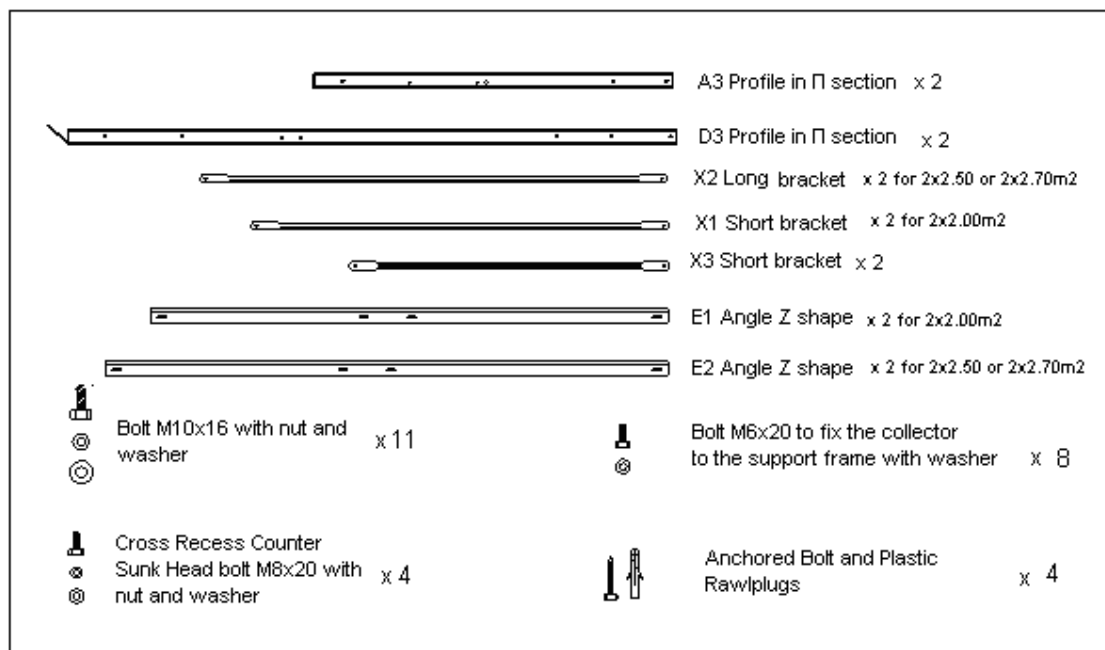 A3 Profile in Π section x 2
D3 Profile in Π section x 2
X2 Long bracket x 2 for 2x2.50 or 2x2.70m2
X1 Short bracket x 2 for 2x2.00m2
X3 Short bracket x 2
E1 Angle Z shape x 2 for 2x2.00m2
E2 Angle Z shape x 2 for 2x2.50 or 2x2.70m2
Bolt M10x16 with nut and
washer x 11
Bolt M6x20 to fix the collector
to the support frame with washer x 8
Cross Recess Counter
Sunk Head bolt M8x20 with x 4
nut and washer
Anchored Bolt and Plastic
Rawlplugs x 4